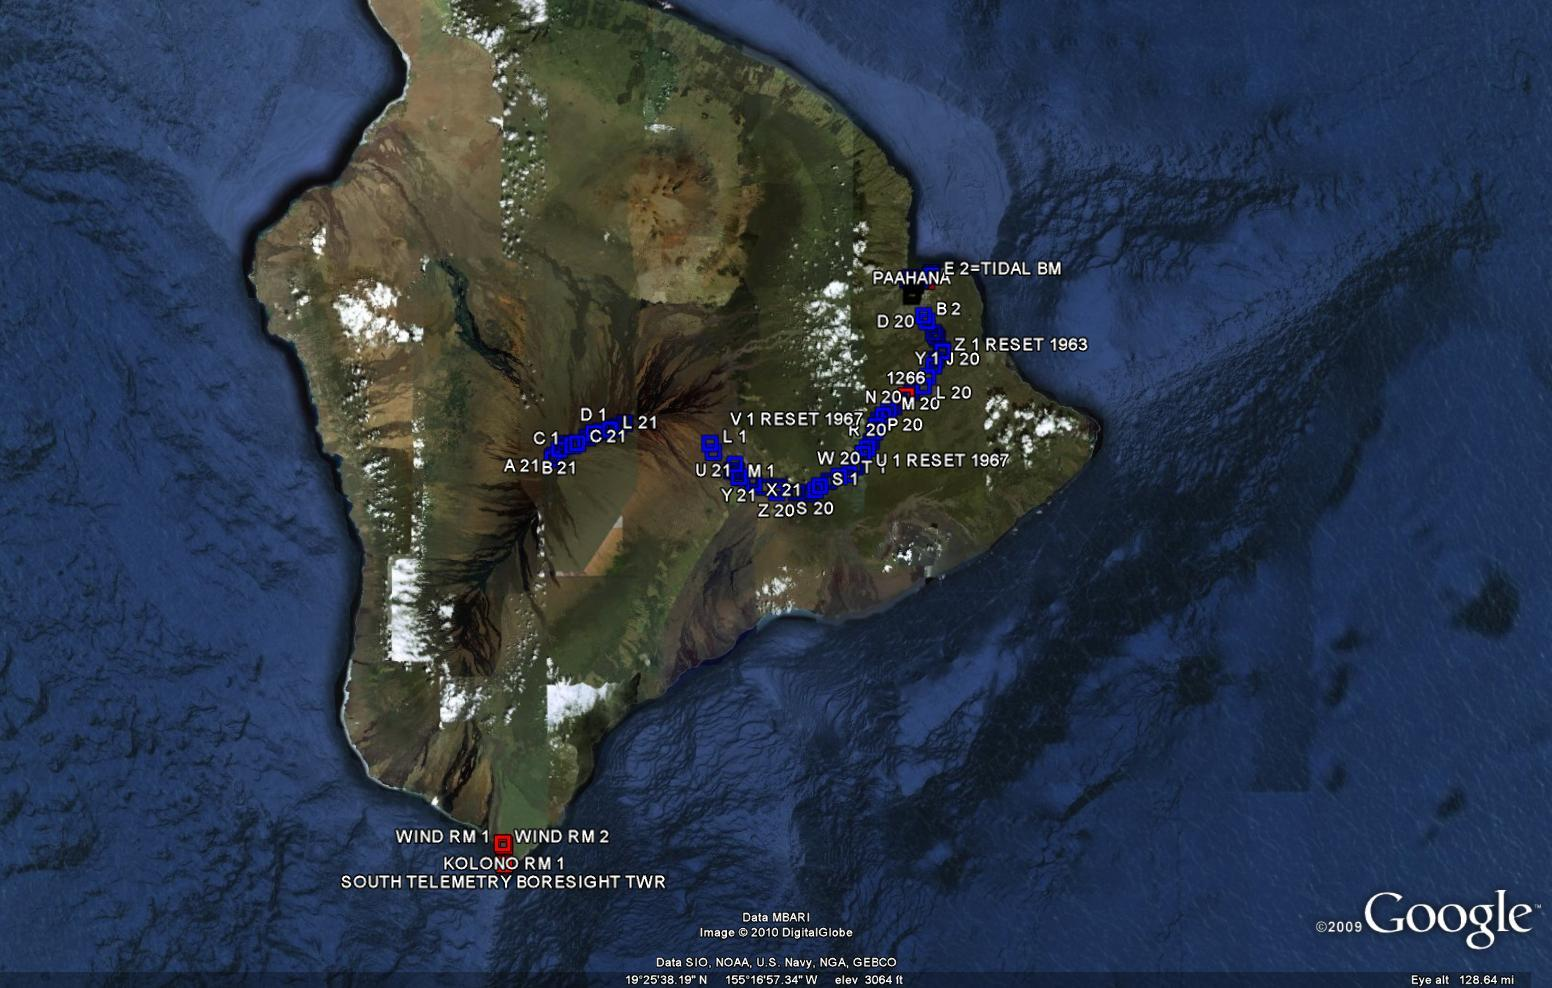 E 2=TIDAL BM
PAAHANA
B 2
D 20
Z 1 RESET 1963
Y 1 J 20
1266
L 20
N 20
M 20
D 1
V 1 RESET 1967
L 21
P 20
R 20
C 1
C 21
L 1
W 20
U 1 RESET 1967
A 21
B 21
U 21
M 1
T 1
S 1
X 21
Y 21
Z 20
S 20
WIND RM 1
WIND RM 2
KOLONO RM 1
SOUTH TELEMETRY BORESIGHT TWR
Data MBARI
Image © 2010 DigitalGlobe
©2009 Google™
Data SIO, NOAA, U.S. Navy, NGA, GEBCO
19°25'38.19" N 155°16'57.34" W elev 3064 ft
Eye alt 128.64 mi